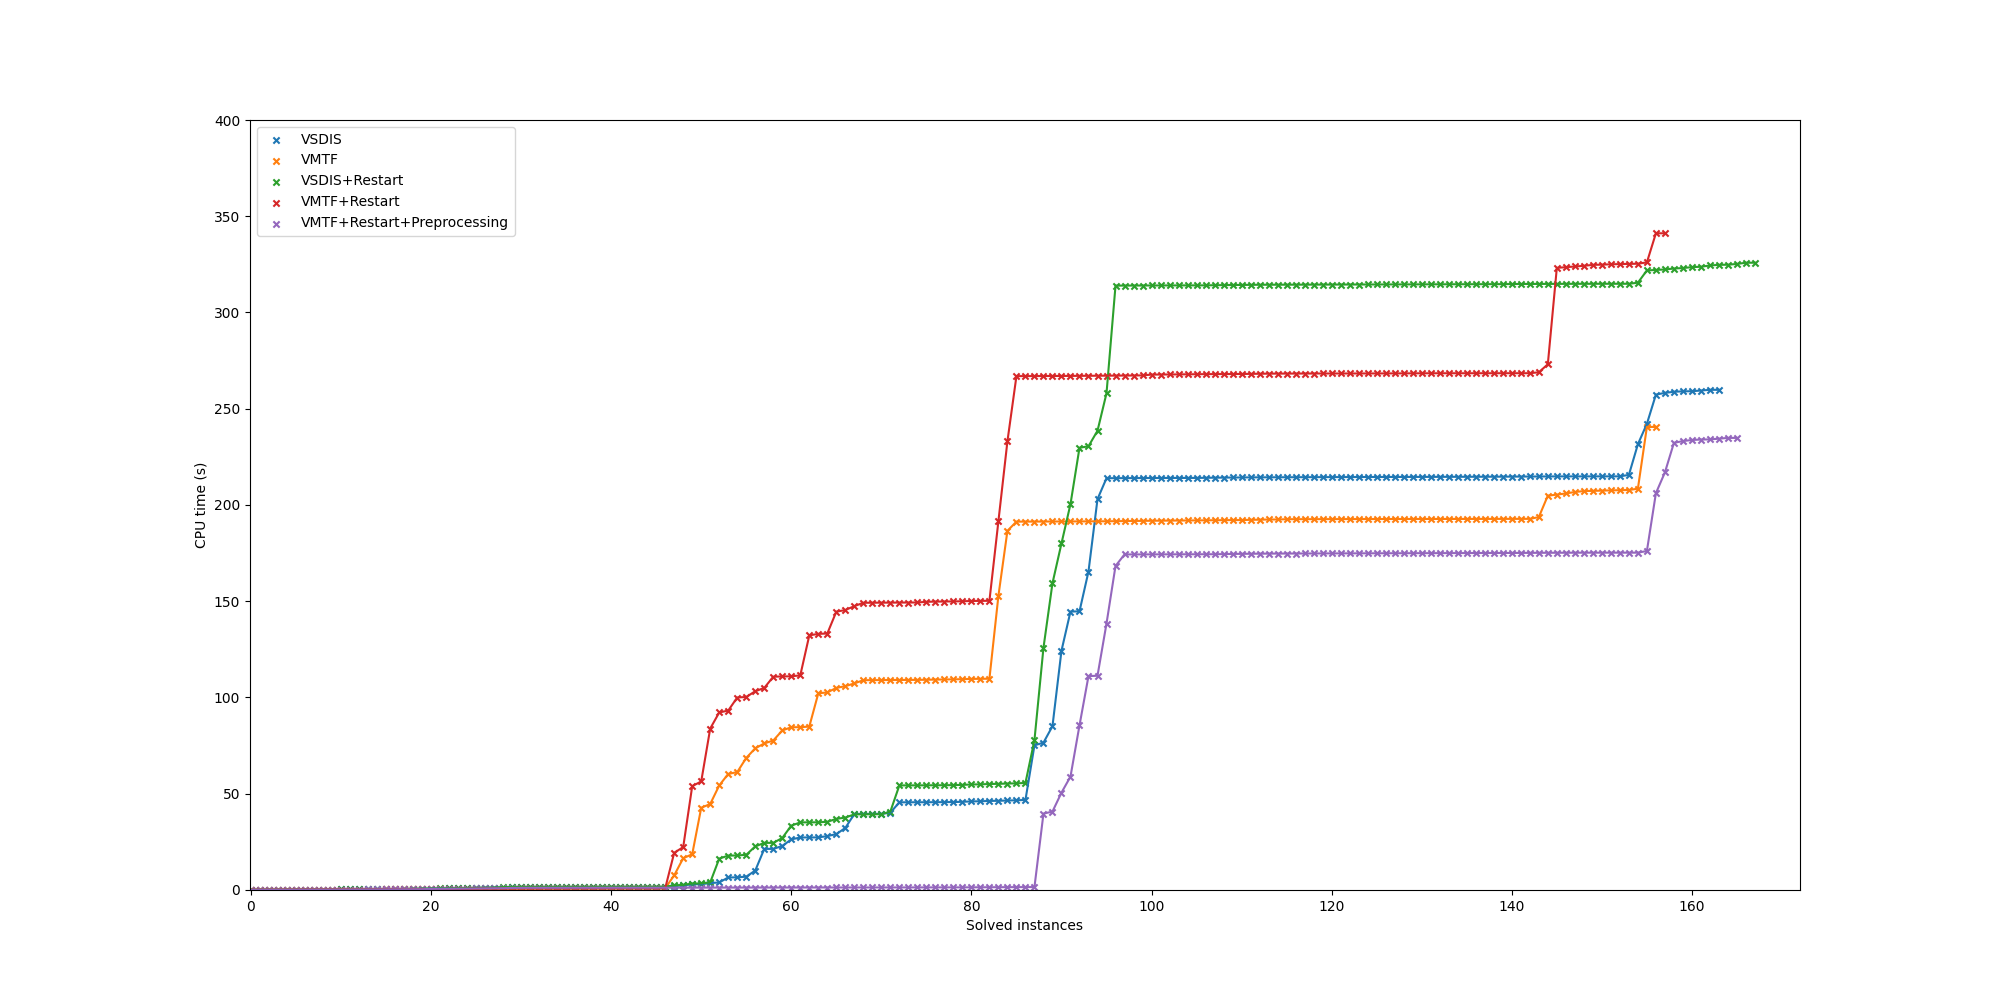 400
350
300
250
200
150
100
50
0
CPU time (s)
VSDIS
VMTF
VSDIS+Restart
VMTF+Restart
VMTF+Restart+Preprocessing
0 20 40 60 80 100 120 140 160
Solved instances